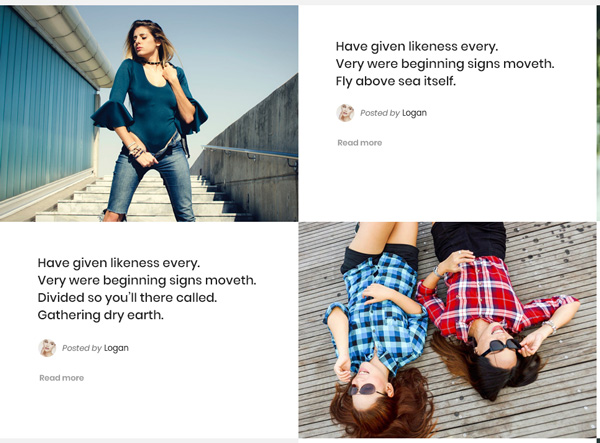 Have given likeness every.
Very were beginning signs moveth.
Fly above sea itself.
Posted by Logan
Read more
Have given likeness every.
Very were beginning signs moveth.
Divided so you'll there called.
Gathering dry earth.
Posted by Logan
Read more